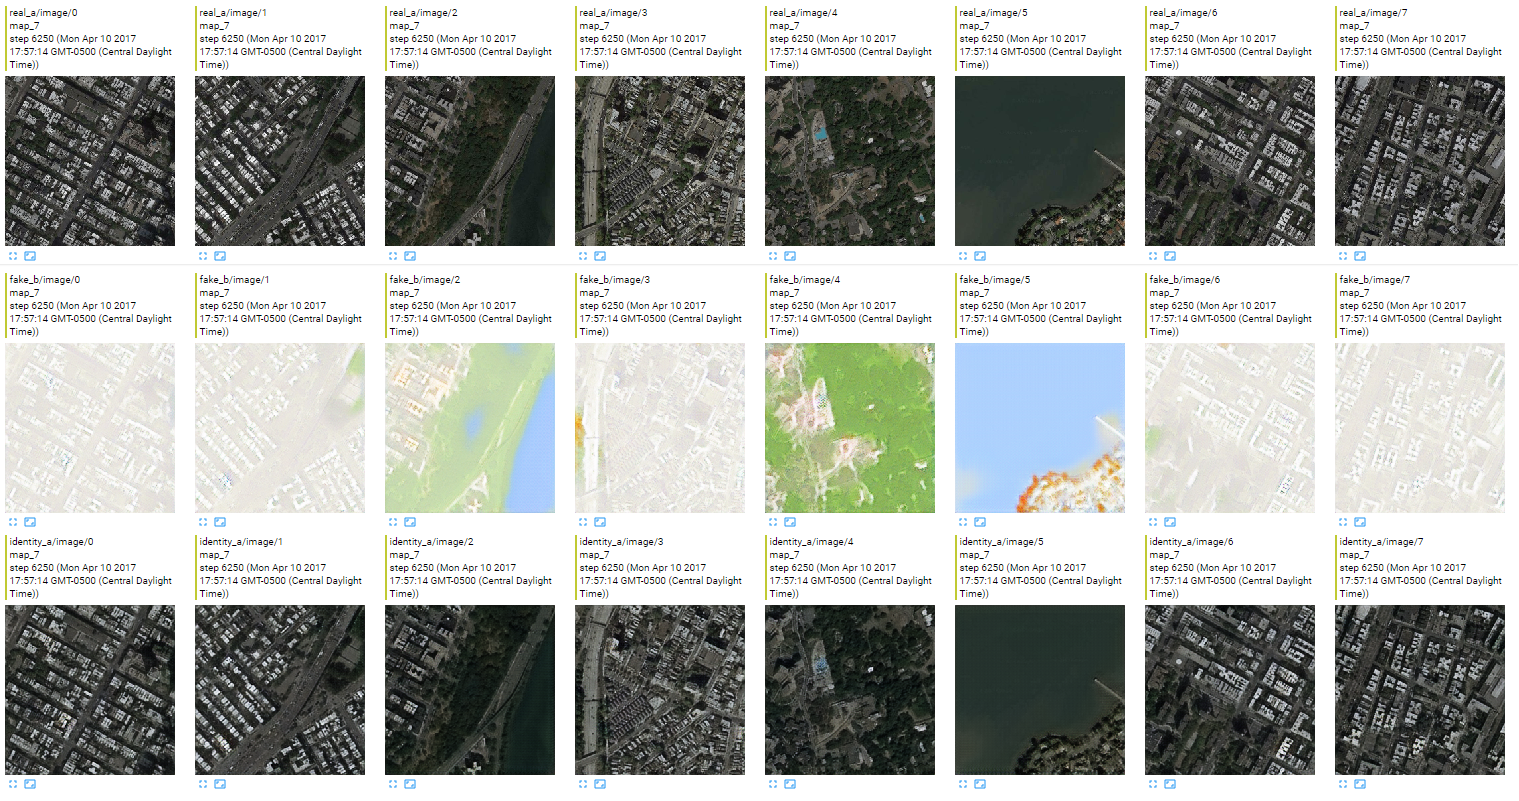 real_a/image/0
map_7
step 6250 (Mon Apr 10 2017
17:57:14 GMT-0500 (Central Daylight
Time))
real_a/image/1
map_7
step 6250 (Mon Apr 10 2017
17:57:14 GMT-0500 (Central Daylight
Time))
real_a/image/2
map_7
step 6250 (Mon Apr 10 2017
17:57:14 GMT-0500 (Central Daylight
Time))
real_a/image/3
map_7
step 6250 (Mon Apr 10 2017
17:57:14 GMT-0500 (Central Daylight
Time))
real_a/image/4
map_7
step 6250 (Mon Apr 10 2017
17:57:14 GMT-0500 (Central Daylight
Time))
real_a/image/5
map_7
step 6250 (Mon Apr 10 2017
17:57:14 GMT-0500 (Central Daylight
Time))
real_a/image/6
map_7
step 6250 (Mon Apr 10 2017
17:57:14 GMT-0500 (Central Daylight
Time))
real_a/image/7
map_7
step 6250 (Mon Apr 10 2017
17:57:14 GMT-0500 (Central Daylight
Time))
fake_b/image/0
map_7
step 6250 (Mon Apr 10 2017
17:57:14 GMT-0500 (Central Daylight
Time))
fake_b/image/1
map_7
step 6250 (Mon Apr 10 2017
17:57:14 GMT-0500 (Central Daylight
Time))
fake_b/image/2
map_7
step 6250 (Mon Apr 10 2017
17:57:14 GMT-0500 (Central Daylight
Time))
fake_b/image/3
map_7
step 6250 (Mon Apr 10 2017
17:57:14 GMT-0500 (Central Daylight
Time))
fake_b/image/4
map_7
step 6250 (Mon Apr 10 2017
17:57:14 GMT-0500 (Central Daylight
Time))
fake_b/image/5
map_7
step 6250 (Mon Apr 10 2017
17:57:14 GMT-0500 (Central Daylight
Time))
fake_b/image/6
map_7
step 6250 (Mon Apr 10 2017
17:57:14 GMT-0500 (Central Daylight
Time))
fake_b/image/7
map_7
step 6250 (Mon Apr 10 2017
17:57:14 GMT-0500 (Central Daylight
Time))
identity_a/image/0
map_7
step 6250 (Mon Apr 10 2017
17:57:14 GMT-0500 (Central Daylight
Time))
identity_a/image/1
map_7
step 6250 (Mon Apr 10 2017
17:57:14 GMT-0500 (Central Daylight
Time))
identity_a/image/2
map_7
step 6250 (Mon Apr 10 2017
17:57:14 GMT-0500 (Central Daylight
Time))
identity_a/image/3
map_7
step 6250 (Mon Apr 10 2017
17:57:14 GMT-0500 (Central Daylight
Time))
identity_a/image/4
map_7
step 6250 (Mon Apr 10 2017
17:57:14 GMT-0500 (Central Daylight
Time))
identity_a/image/5
map_7
step 6250 (Mon Apr 10 2017
17:57:14 GMT-0500 (Central Daylight
Time))
identity_a/image/6
map_7
step 6250 (Mon Apr 10 2017
17:57:14 GMT-0500 (Central Daylight
Time))
identity_a/image/7
map_7
step 6250 (Mon Apr 10 2017
17:57:14 GMT-0500 (Central Daylight
Time))